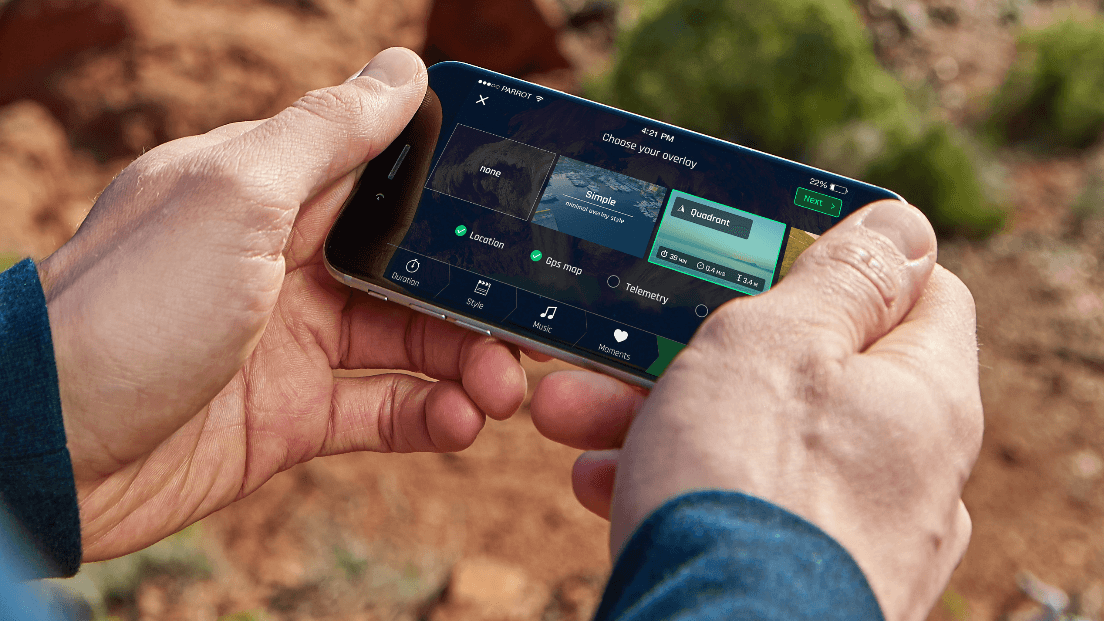 PARROT
4:21 PM
22%
Choose your overlay
Next >
none
Simple
minimal overlay style
Quadrant
36 MIN
0.4 M/S
3.4 M
Location
Gps map
Telemetry
Duration
Style
Music
Moments